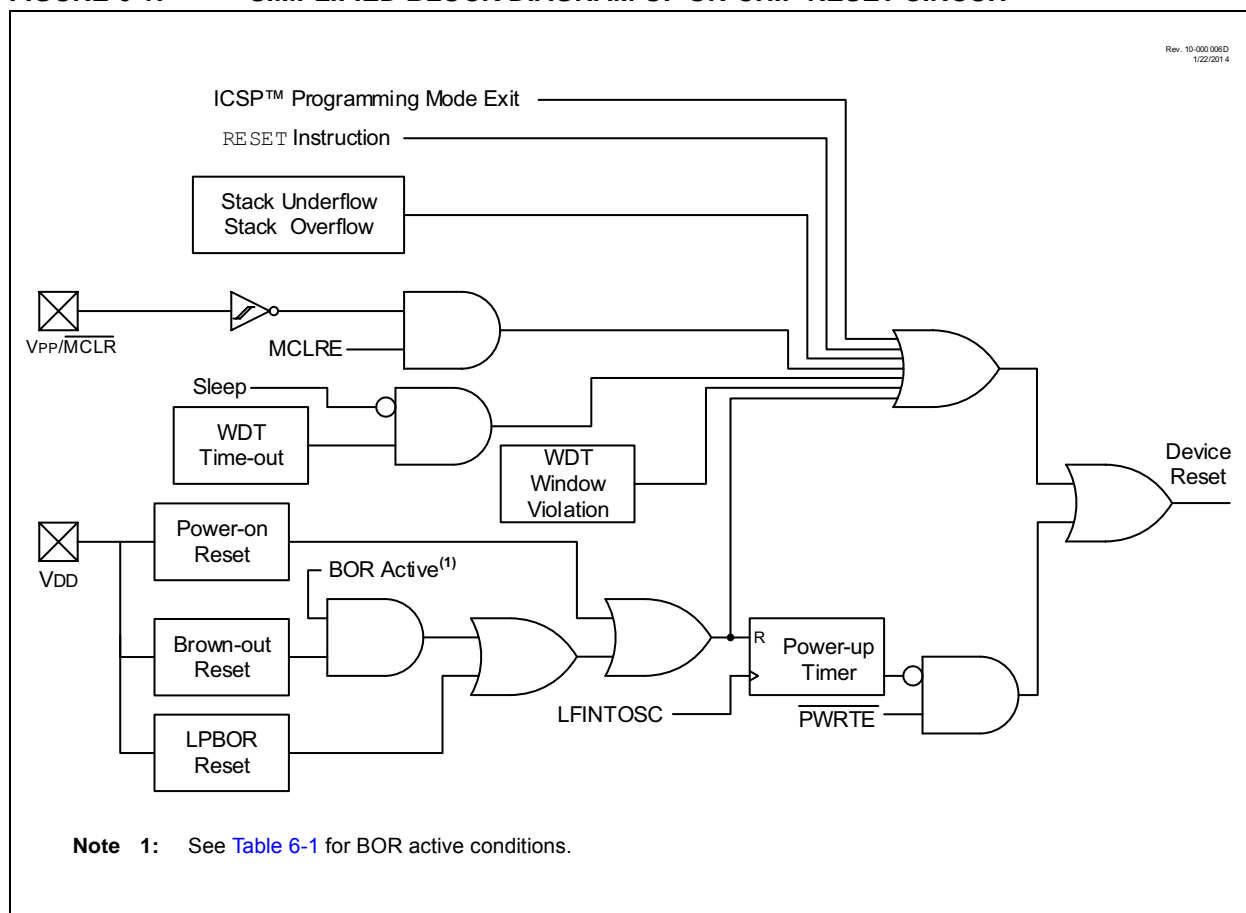 Rev. 10-000 006D
1/22/2014
ICSP™ Programming Mode Exit
RESET Instruction
Stack Underflow
Stack Overflow
VPP/MCLR
MCLRE
Sleep
WDT
Time-out
WDT
Window
Violation
Device
Reset
VDD
Power-on
Reset
BOR Active(1)
Brown-out
Reset
R
Power-up
Timer
LFINTOSC
PWRTE
LPBOR
Reset
Note 1: See Table 6-1 for BOR active conditions.